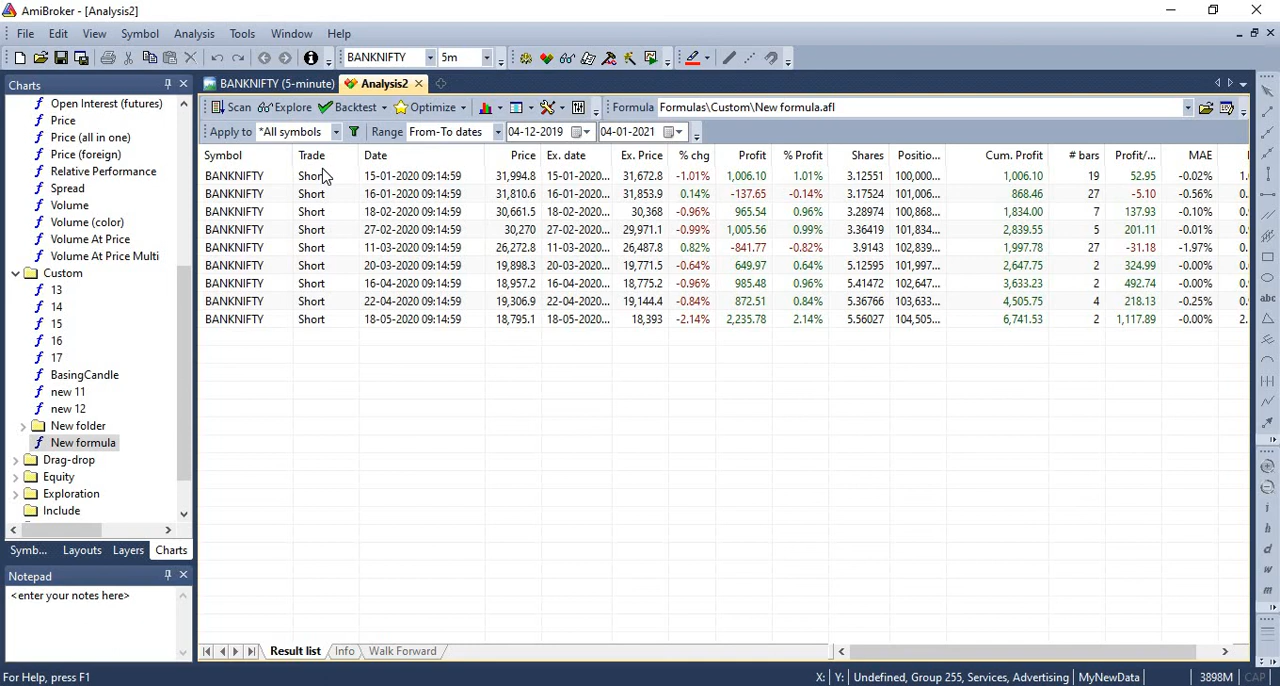 AmiBroker - [Analysis2]
File Edit View Symbol Analysis Tools Window Help
BANKNIFTY 5m
Charts
BANKNIFTY (5-minute) Analysis2
Scan Explore Backtest Optimize Formula Formulas\Custom\New formula.afl
Apply to *All symbols Range From-To dates 04-12-2019 04-01-2021
Open Interest (futures)
Price
Price (all in one)
Price (foreign)
Relative Performance
Spread
Volume
Volume (color)
Volume At Price
Volume At Price Multi
Custom
13
14
15
16
17
BasingCandle
new 11
new 12
New folder
New formula
Drag-drop
Equity
Exploration
Include
Symb... Layouts Layers Charts
Notepad
<enter your notes here>
Symbol Trade Date Price Ex. date Ex. Price % chg Profit % Profit Shares Positio... Cum. Profit # bars Profit/... MAE
BANKNIFTY Short 15-01-2020 09:14:59 31,994.8 15-01-2020... 31,672.8 -1.01% 1,006.10 1.01% 3.12551 100,000... 1,006.10 19 52.95 -0.02% 1.
BANKNIFTY Short 16-01-2020 09:14:59 31,810.6 16-01-2020... 31,853.9 0.14% -137.65 -0.14% 3.17524 101,006... 868.46 27 -5.10 -0.56% 0.
BANKNIFTY Short 18-02-2020 09:14:59 30,661.5 18-02-2020... 30,368 -0.96% 965.54 0.96% 3.28974 100,868... 1,834.00 7 137.93 -0.10% 0.
BANKNIFTY Short 27-02-2020 09:14:59 30,270 27-02-2020... 29,971.1 -0.99% 1,005.56 0.99% 3.36419 101,834... 2,839.55 5 201.11 -0.01% 0.
BANKNIFTY Short 11-03-2020 09:14:59 26,272.8 11-03-2020... 26,487.8 0.82% -841.77 -0.82% 3.9143 102,839... 1,997.78 27 -31.18 -1.97% 0.
BANKNIFTY Short 20-03-2020 09:14:59 19,898.3 20-03-2020... 19,771.5 -0.64% 649.97 0.64% 5.12595 101,997... 2,647.75 2 324.99 -0.00% 0.
BANKNIFTY Short 16-04-2020 09:14:59 18,957.2 16-04-2020... 18,775.2 -0.96% 985.48 0.96% 5.41472 102,647... 3,633.23 2 492.74 -0.00% 0.
BANKNIFTY Short 22-04-2020 09:14:59 19,306.9 22-04-2020... 19,144.4 -0.84% 872.51 0.84% 5.36766 103,633... 4,505.75 4 218.13 -0.25% 0.
BANKNIFTY Short 18-05-2020 09:14:59 18,795.1 18-05-2020... 18,393 -2.14% 2,235.78 2.14% 5.56027 104,505... 6,741.53 2 1,117.89 -0.00% 2.
Result list Info Walk Forward
For Help, press F1 X: Y: Undefined, Group 255, Services, Advertising MyNewData 3898M CAP